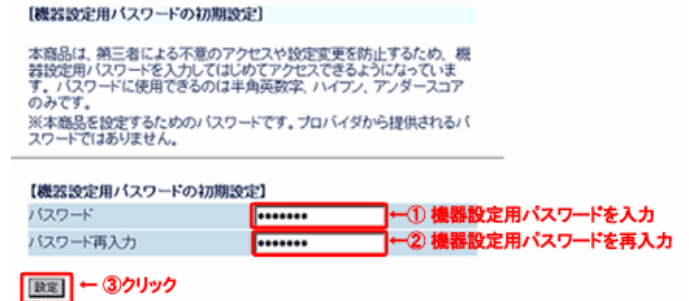 【機器設定用パスワードの初期設定】
本商品は、第三者による不意のアクセスや設定変更を防止するため、機
器設定用パスワードを入力してはじめてアクセスできるようになっていま
す。パスワードに使用できるのは半角英数字、ハイフン、アンダースコア
のみです。
※本商品を設定するためのパスワードです。プロバイダから提供されるパ
スワードではありません。
【機器設定用パスワードの初期設定】
パスワード ●●●●●●● ←① 機器設定用パスワードを入力
パスワード再入力 ●●●●●●● ←② 機器設定用パスワードを再入力
設定 ← ③クリック